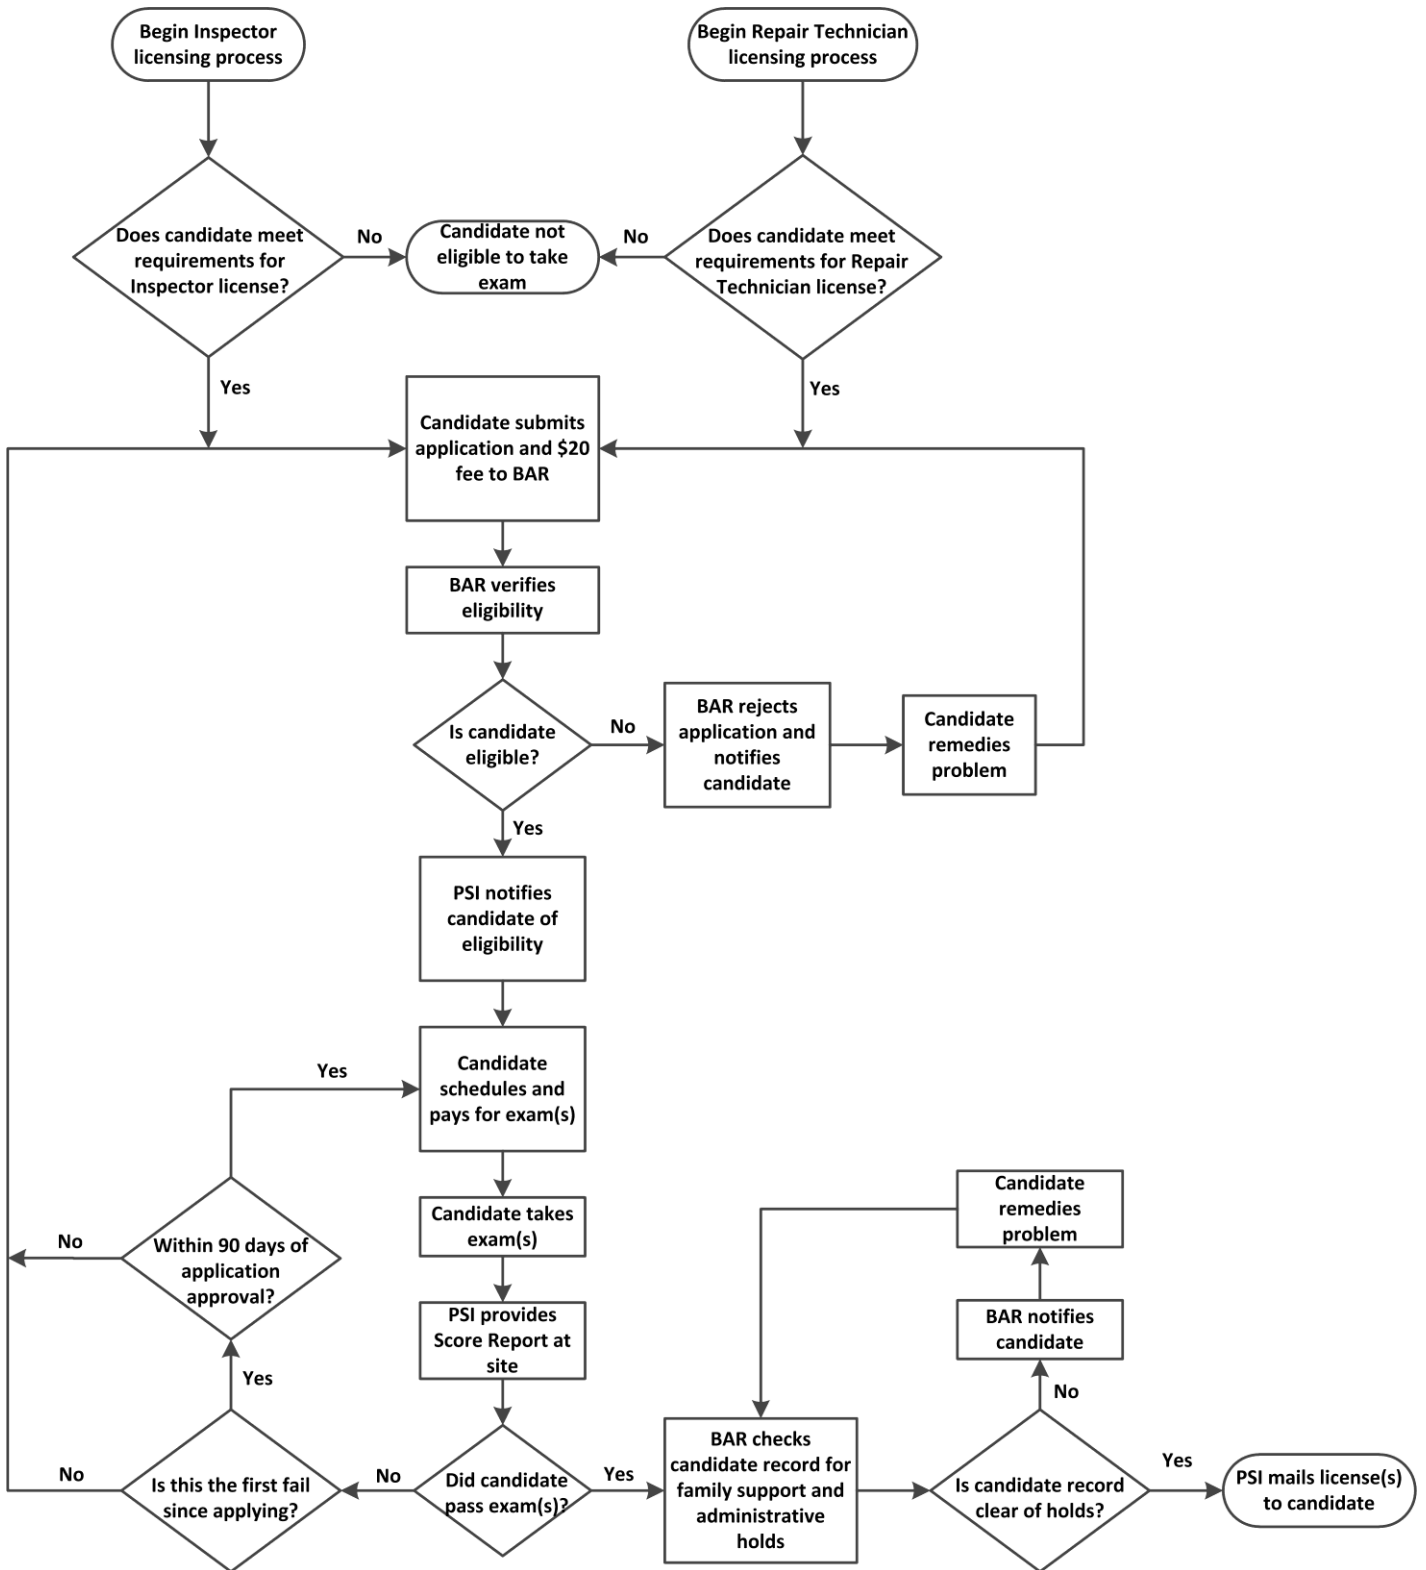 Begin Inspector
licensing process
Begin Repair Technician
licensing process
Does candidate meet
requirements for
Inspector license?
No
Candidate not
eligible to take
exam
No
Does candidate meet
requirements for Repair
Technician license?
Yes
Yes
Candidate submits
application and $20
fee to BAR
BAR verifies
eligibility
Is candidate
eligible?
No
BAR rejects
application and
notifies
candidate
Candidate
remedies
problem
Yes
PSI notifies
candidate of
eligibility
Yes
Candidate
schedules and
pays for exam(s)
Candidate takes
exam(s)
No
Within 90 days of
application
approval?
PSI provides
Score Report at
site
Candidate
remedies
problem
BAR notifies
candidate
Yes
No
No
Is this the first fail
since applying?
No
Did candidate
pass exam(s)?
Yes
BAR checks
candidate record for
family support and
administrative
holds
Is candidate record
clear of holds?
Yes
PSI mails license(s)
to candidate